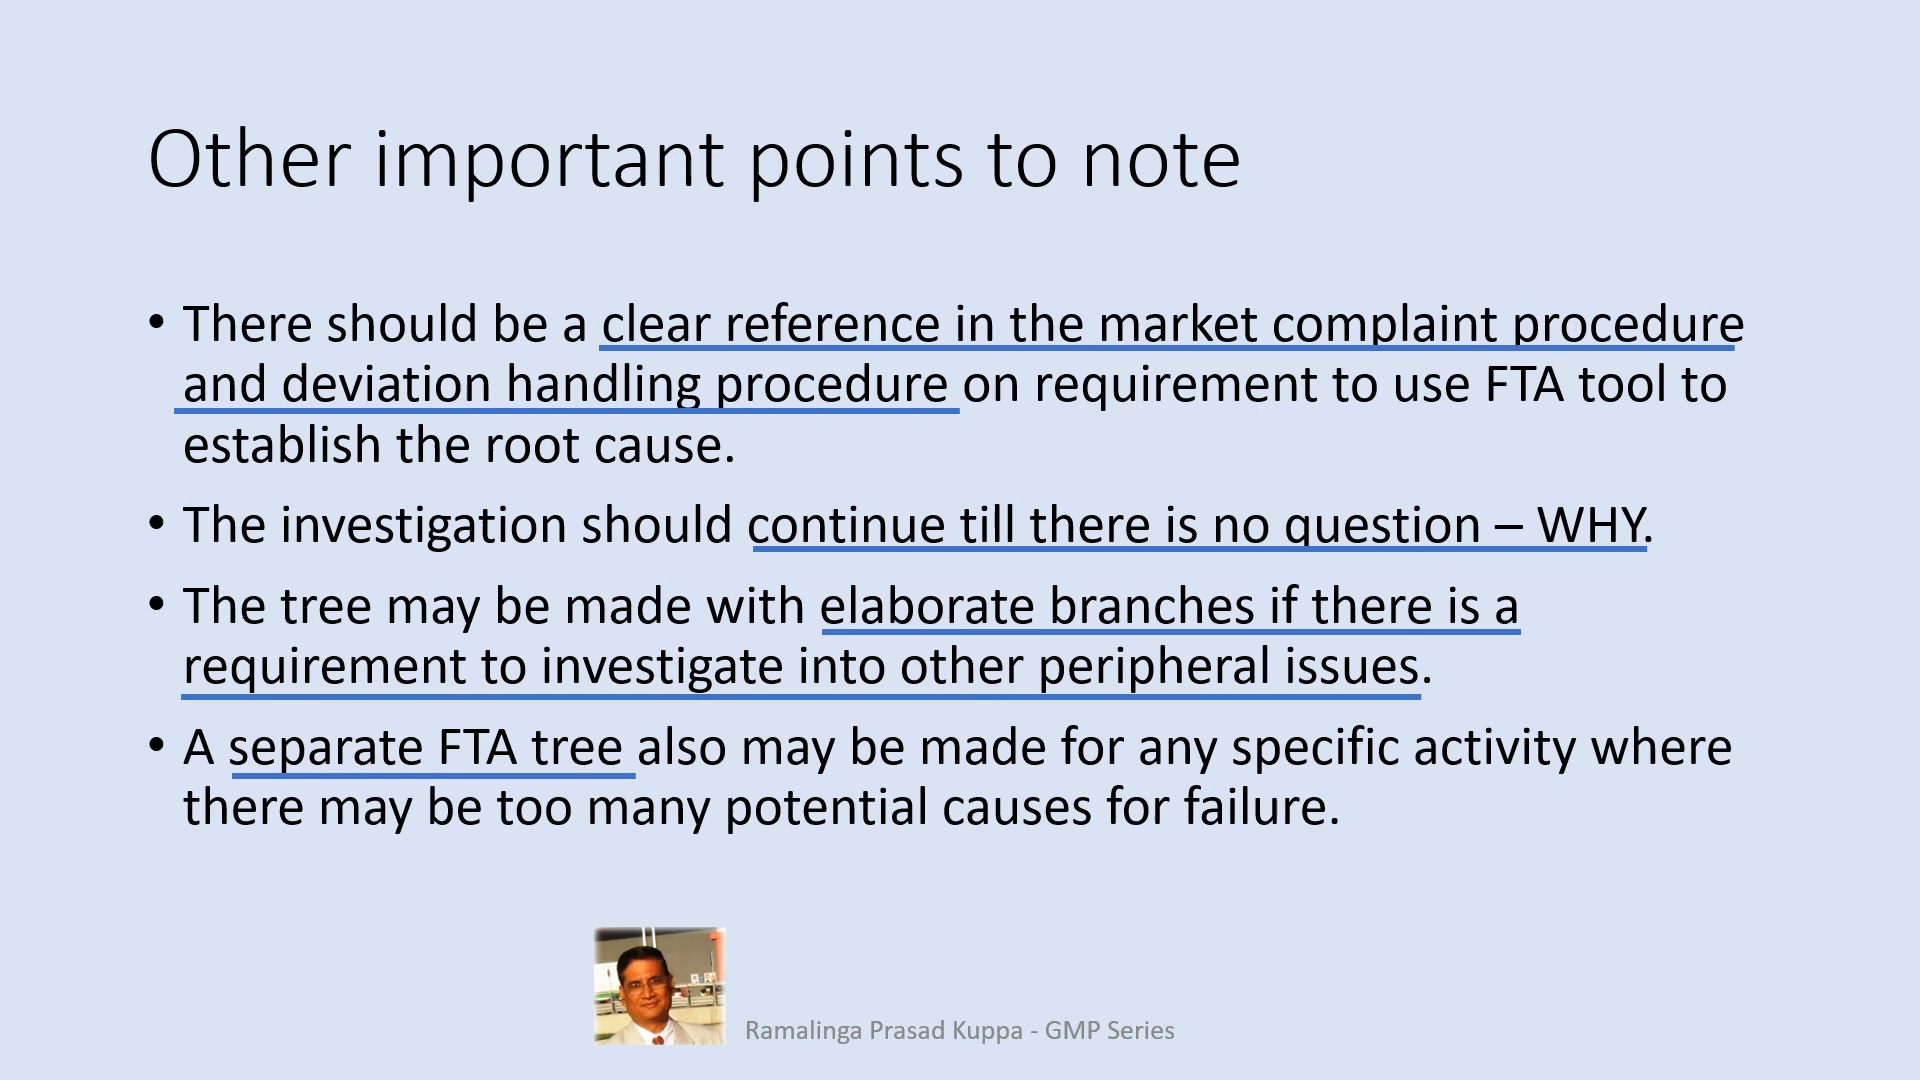 Other important points to note
• There should be a clear reference in the market complaint procedure
and deviation handling procedure on requirement to use FTA tool to
establish the root cause.
• The investigation should continue till there is no question – WHY.
• The tree may be made with elaborate branches if there is a
requirement to investigate into other peripheral issues.
• A separate FTA tree also may be made for any specific activity where
there may be too many potential causes for failure.
Ramalinga Prasad Kuppa - GMP Series